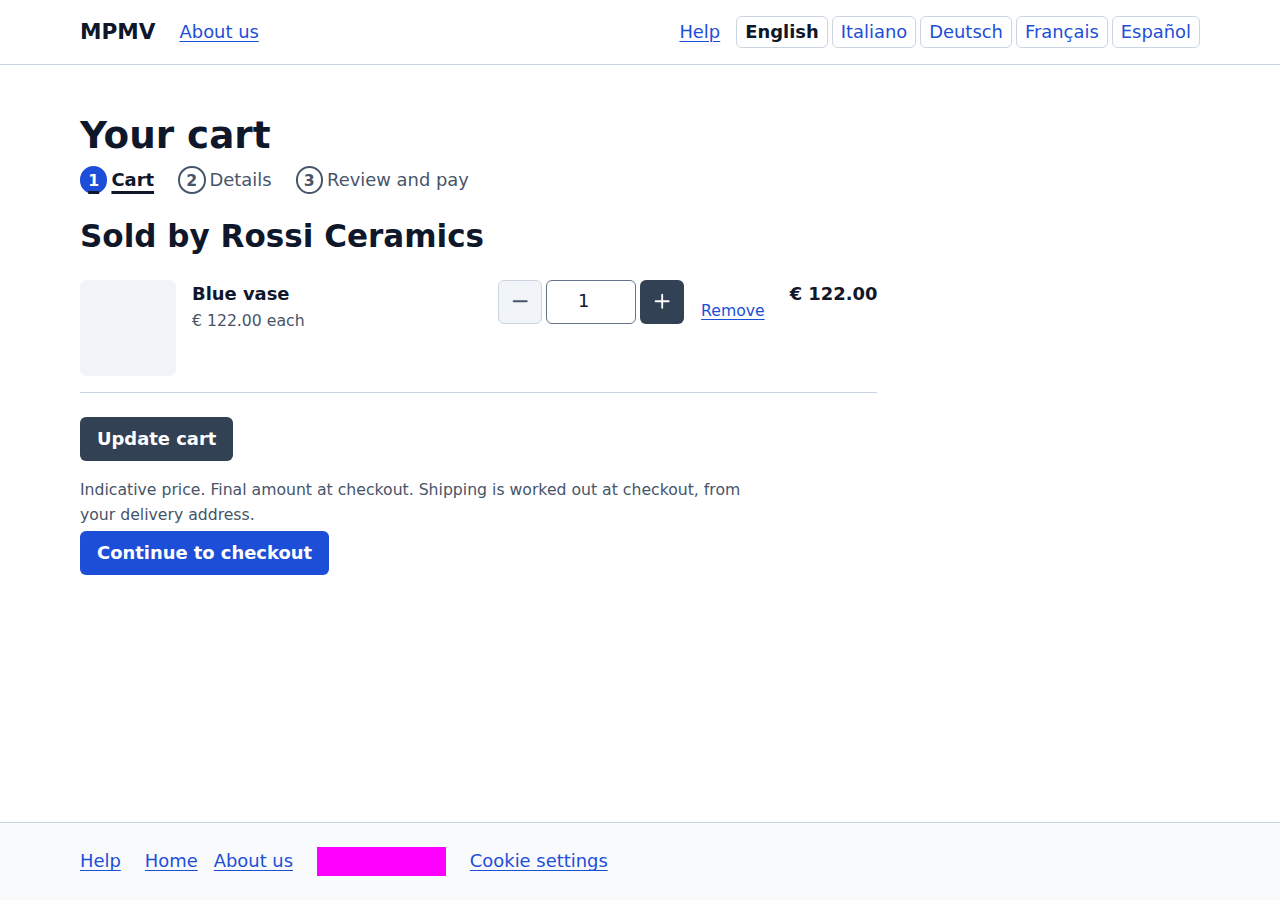 MPMV About us Help English Italiano Deutsch Français Español
Your cart
1 Cart 2 Details 3 Review and pay
Sold by Rossi Ceramics
Blue vase − 1 + Remove € 122.00
€ 122.00 each
Update cart
Indicative price. Final amount at checkout. Shipping is worked out at checkout, from
your delivery address.
Continue to checkout
Help Home About us Cookie settings